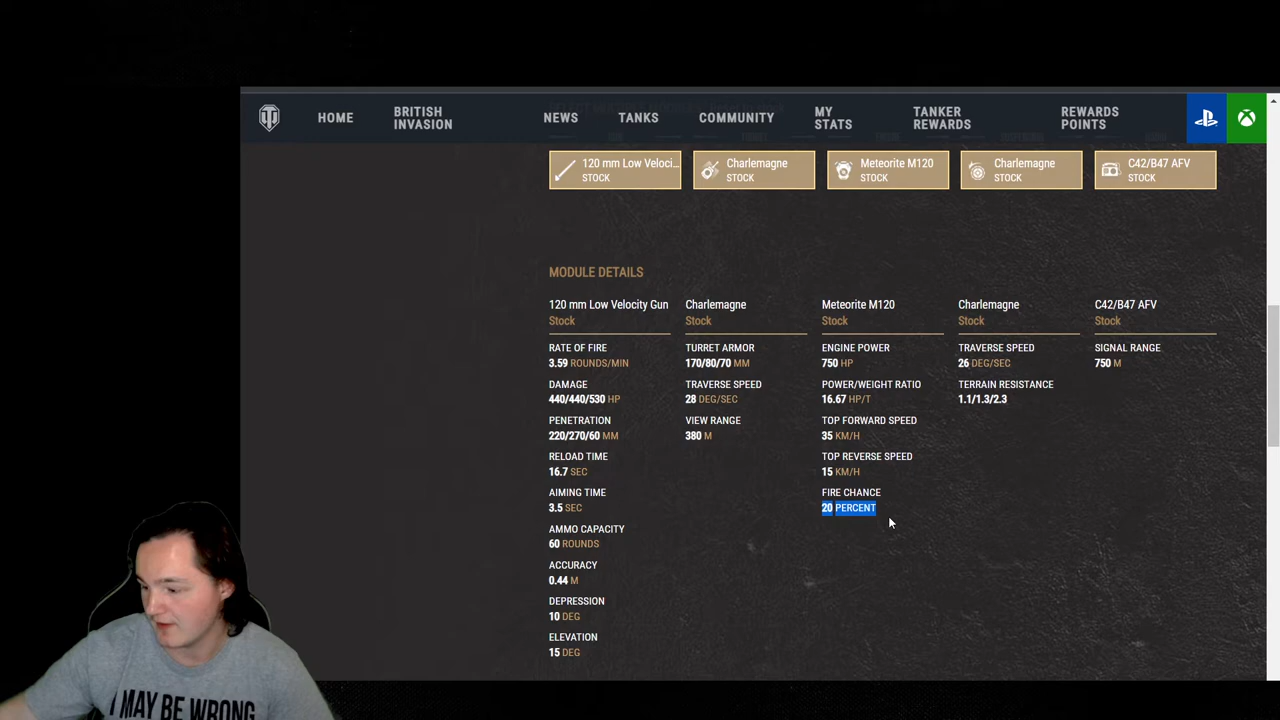 HOME
BRITISH
INVASION
NEWS
TANKS
COMMUNITY
MY
STATS
TANKER
REWARDS
REWARDS
POINTS
120 mm Low Veloci...
STOCK
Charlemagne
STOCK
Meteorite M120
STOCK
Charlemagne
STOCK
C42/B47 AFV
STOCK
MODULE DETAILS
120 mm Low Velocity Gun
Stock
RATE OF FIRE
3.59 ROUNDS/MIN
DAMAGE
440/440/530 HP
PENETRATION
220/270/60 MM
RELOAD TIME
16.7 SEC
AIMING TIME
3.5 SEC
AMMO CAPACITY
60 ROUNDS
ACCURACY
0.44 M
DEPRESSION
10 DEG
ELEVATION
15 DEG
Charlemagne
Stock
TURRET ARMOR
170/80/70 MM
TRAVERSE SPEED
28 DEG/SEC
VIEW RANGE
380 M
Meteorite M120
Stock
ENGINE POWER
750 HP
POWER/WEIGHT RATIO
16.67 HP/T
TOP FORWARD SPEED
35 KM/H
TOP REVERSE SPEED
15 KM/H
FIRE CHANCE
20 PERCENT
Charlemagne
Stock
TRAVERSE SPEED
26 DEG/SEC
TERRAIN RESISTANCE
1.1/1.3/2.3
C42/B47 AFV
Stock
SIGNAL RANGE
750 M
I MAY BE WRONG